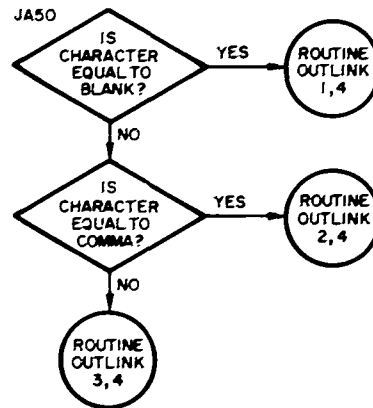 JA50
IS
CHARACTER
EQUAL TO
BLANK?
YES
ROUTINE
OUTLINK
1,4
NO
IS
CHARACTER
EQUAL TO
COMMA?
YES
ROUTINE
OUTLINK
2,4
NO
ROUTINE
OUTLINK
3,4